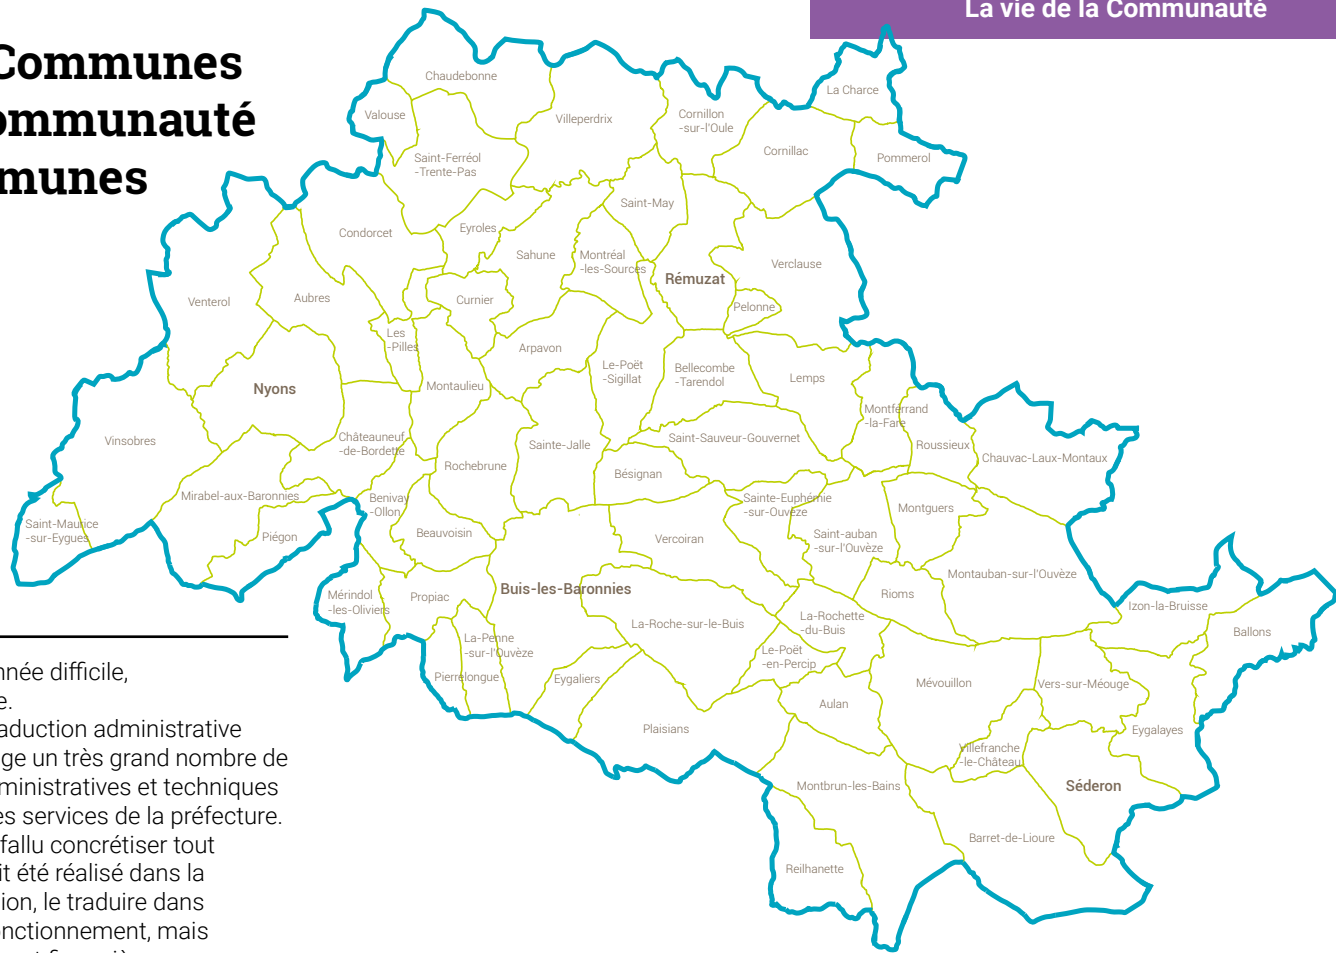 La vie de la Communauté
Communes
ommunauté
munes
Chaudebonne
Valouse
Villeperdrix
Cornillon
-sur-l'Oule
La Charce
Cornillac
Pommerol
Saint-Ferréol
-Trente-Pas
Saint-May
Condorcet
Eyroles
Sahune
Montréal
-les-Sources
Rémuzat
Verclause
Venterol
Aubres
Curnier
Pelonne
Les
-Pilles
Arpavon
Le-Poët
-Sigillat
Bellecombe
-Tarendol
Lemps
Nyons
Montaulieu
Montférrand
-la-Fare
Vinsobres
Châteauneuf
-de-Bordette
Sainte-Jalle
Saint-Sauveur-Gouvernet
Roussieux
Chauvac-Laux-Montaux
Rochebrune
Bésignan
Mirabel-aux-Baronnies
Benivay
-Ollon
Sainte-Euphémie
-sur-Ouvèze
Montguers
Saint-Maurice
-sur-Eygues
Piégon
Beauvoisin
Vercoiran
Saint-auban
-sur-l'Ouvèze
Montauban-sur-l'Ouvèze
Buis-les-Baronnies
Mérindol
-les-Oliviers
Propiac
Rioms
Izon-la-Bruisse
La-Roche-sur-le-Buis
La-Rochette
-du-Buis
Ballons
La-Penne
-sur-l'Ouvèze
Le-Poët
-en-Percip
Pierrelongue
Eygaliers
Mévouillon
Vers-sur-Méouge
Aulan
Plaisians
Eygalayes
Villefranche
-le-Château
Montbrun-les-Bains
Séderon
Barret-de-Lioure
Reilhanette
nnée difficile,
e.
raduction administrative
ge un très grand nombre de
ministratives et techniques
es services de la préfecture.
fallu concrétiser tout
it été réalisé dans la
ion, le traduire dans
onctionnement, mais